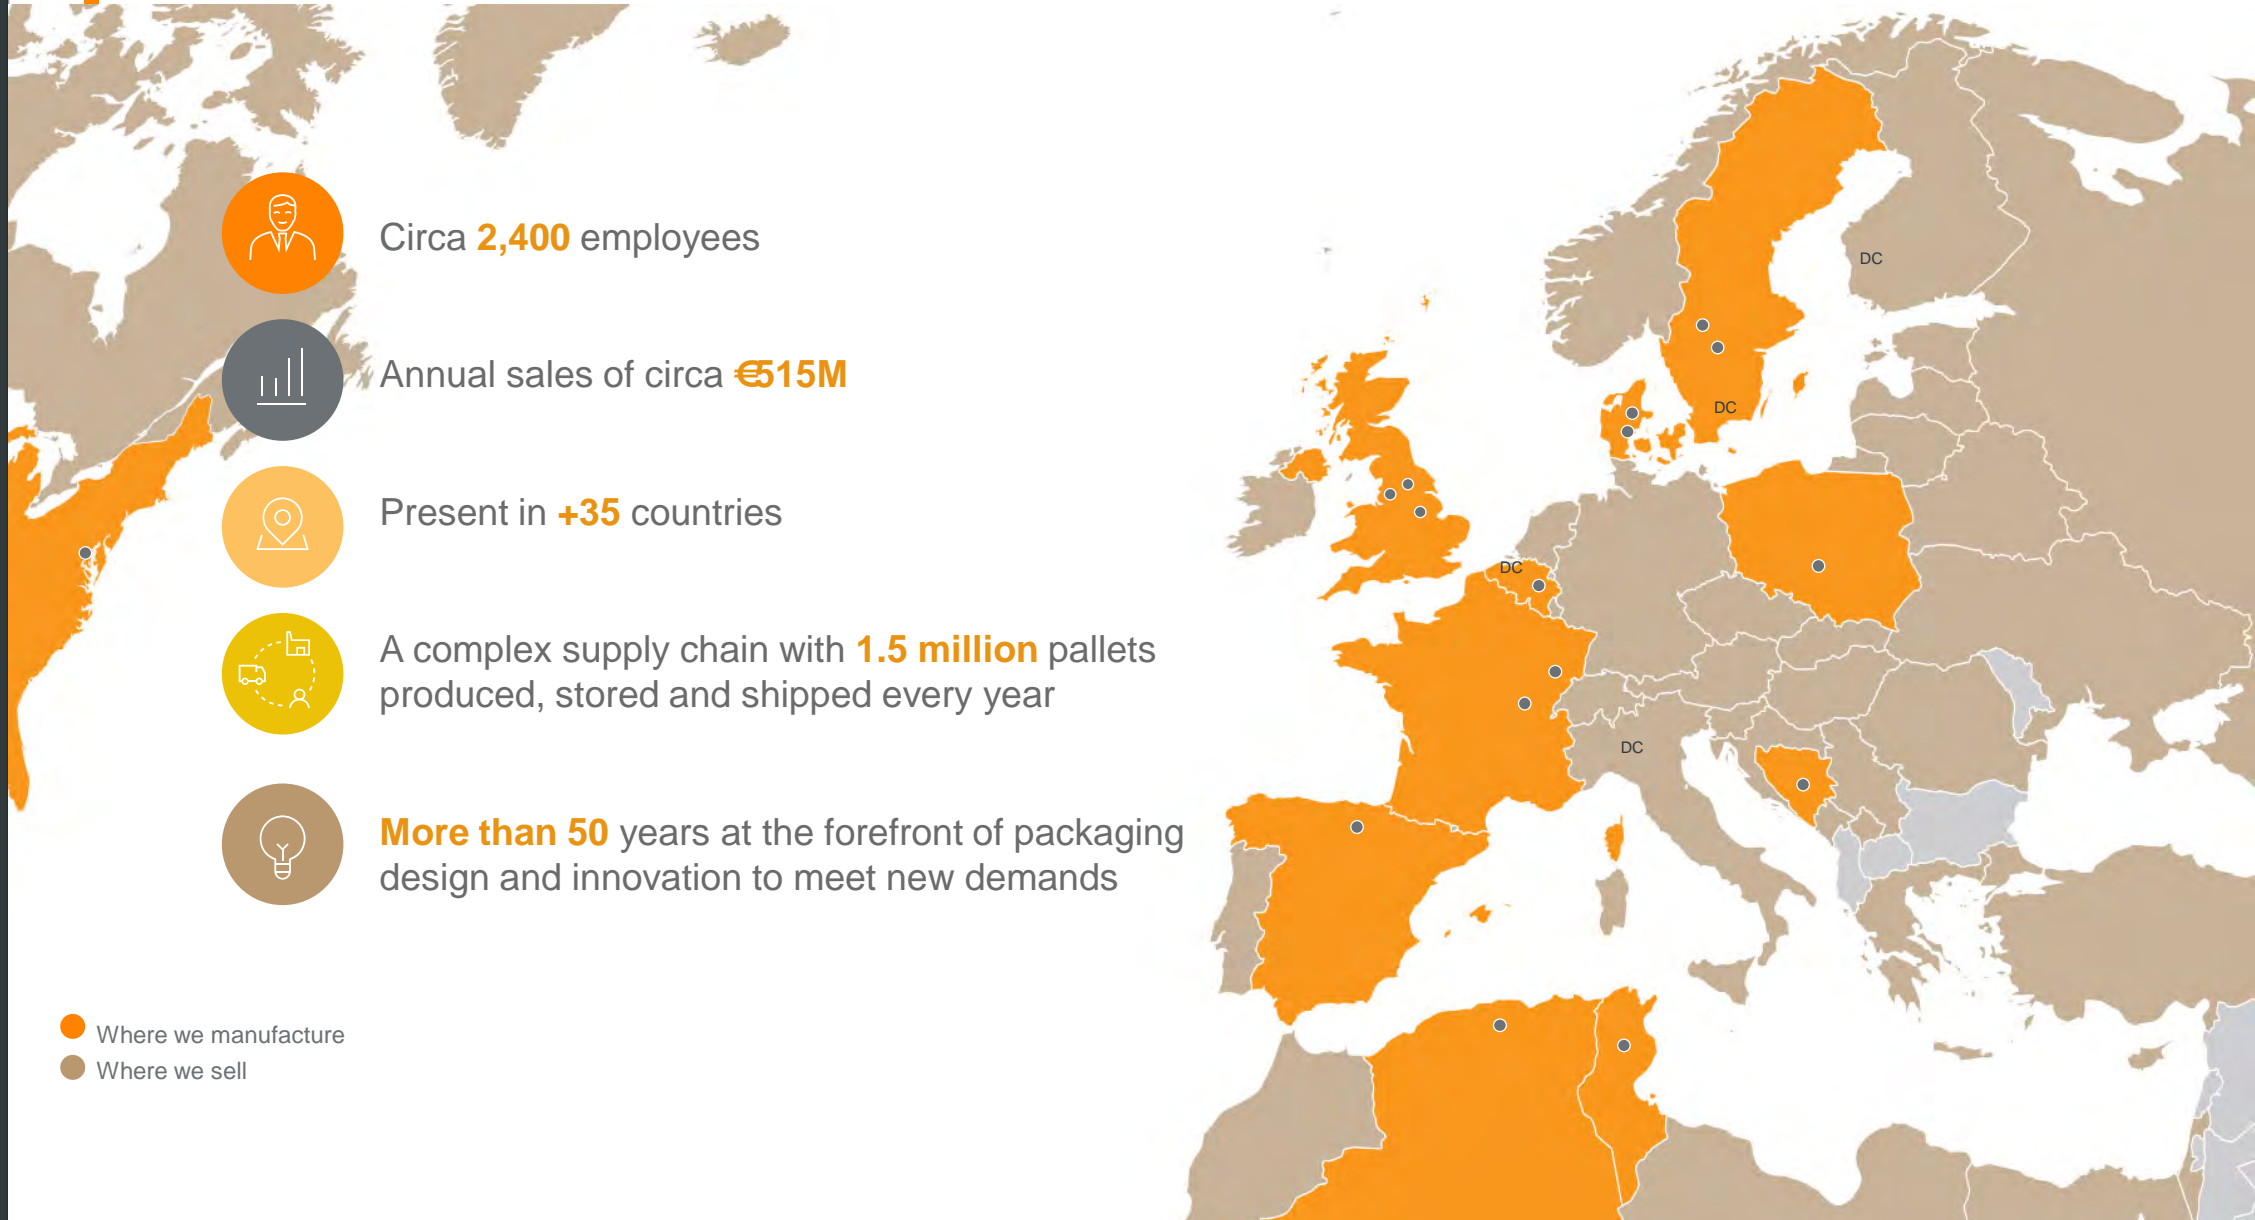 Circa 2,400 employees
Annual sales of circa €515M
Present in +35 countries
A complex supply chain with 1.5 million pallets
produced, stored and shipped every year
More than 50 years at the forefront of packaging
design and innovation to meet new demands
Where we manufacture
Where we sell
DC
DC
DC
DC